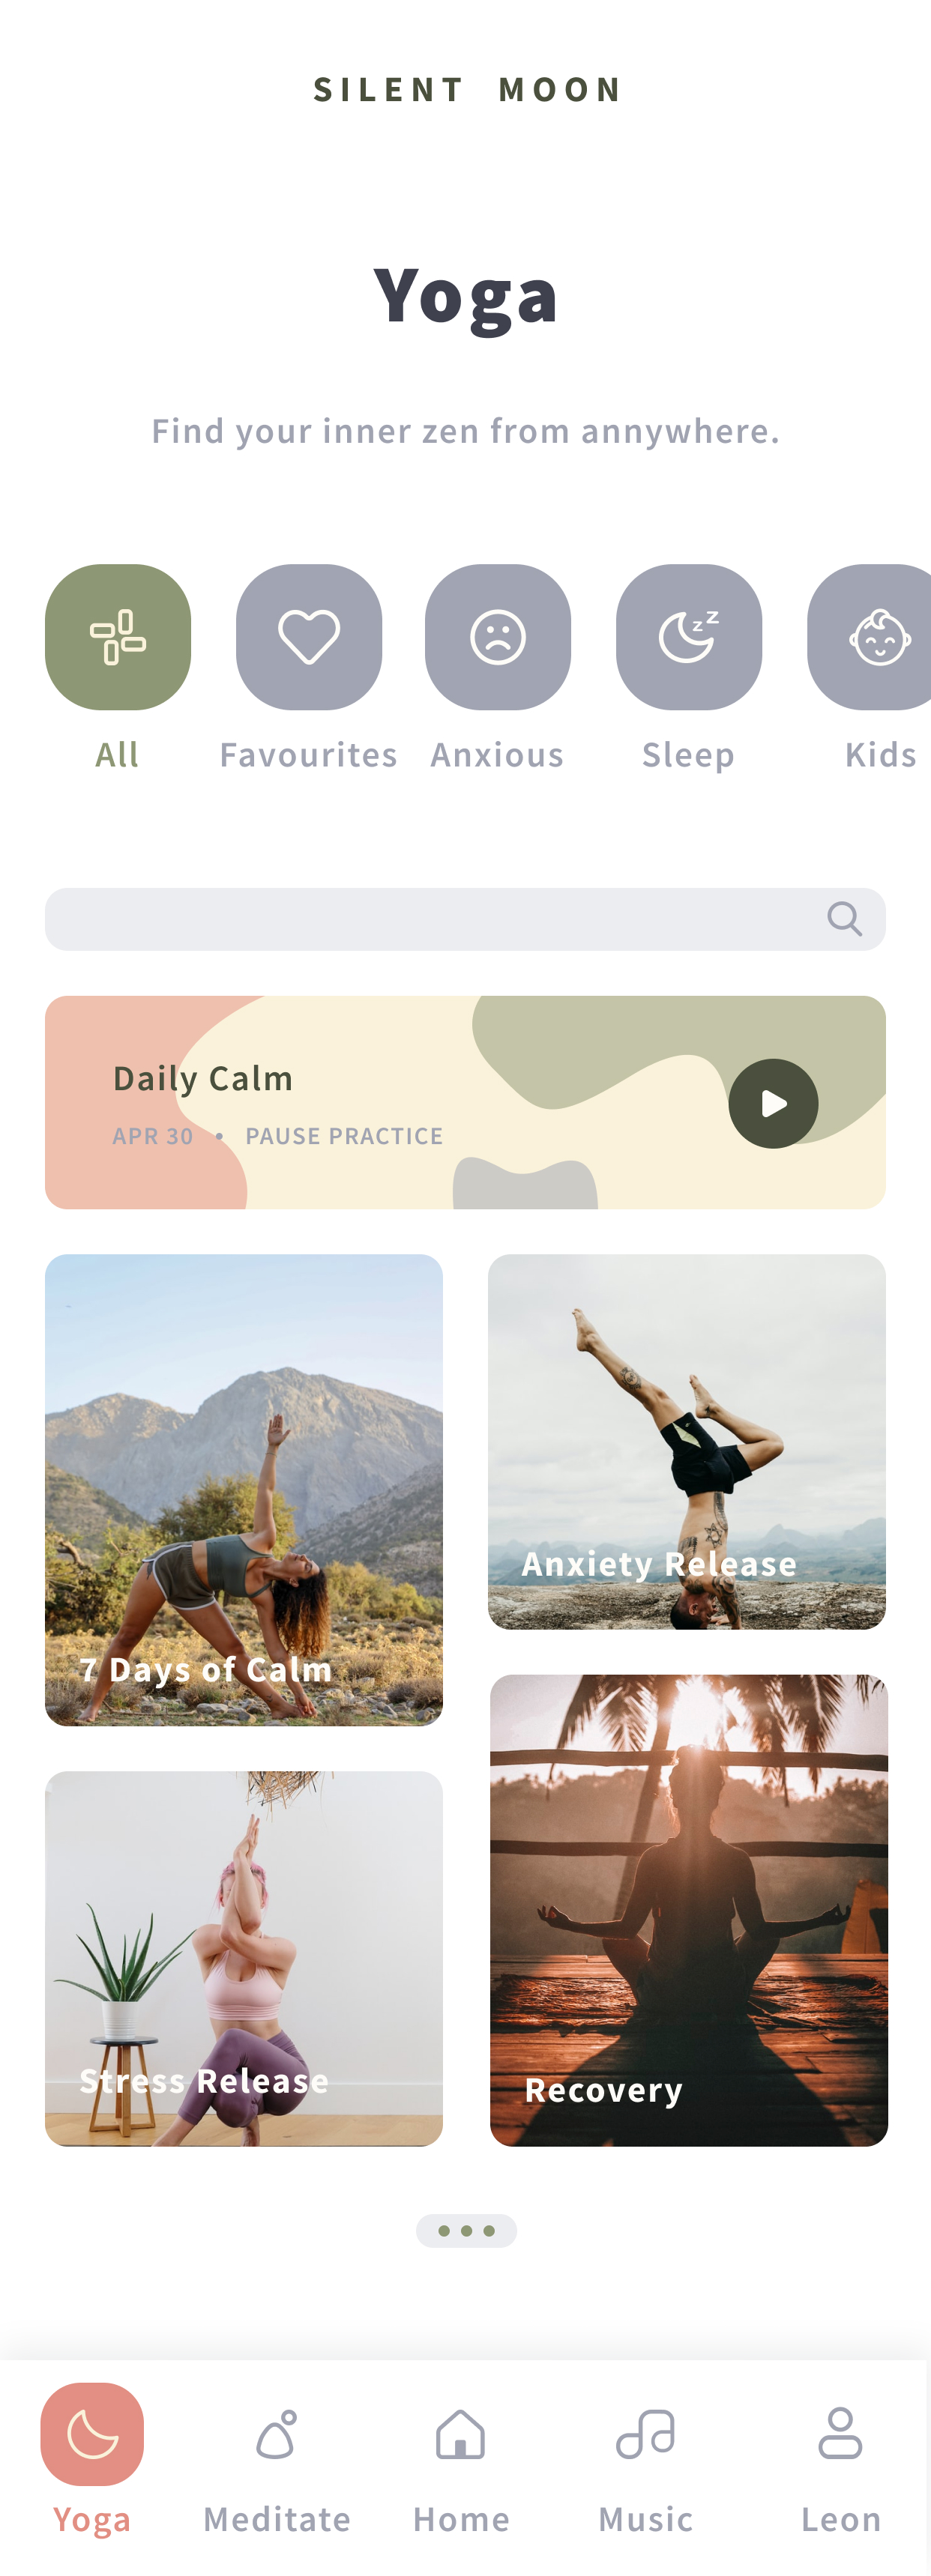 SILENT MOON
Yoga
Find your inner zen from annywhere.
All
Favourites
Anxious
Sleep
Kids
Daily Calm
APR 30 • PAUSE PRACTICE
7 Days of Calm
Anxiety Release
Stress Release
Recovery
Yoga
Meditate
Home
Music
Leon